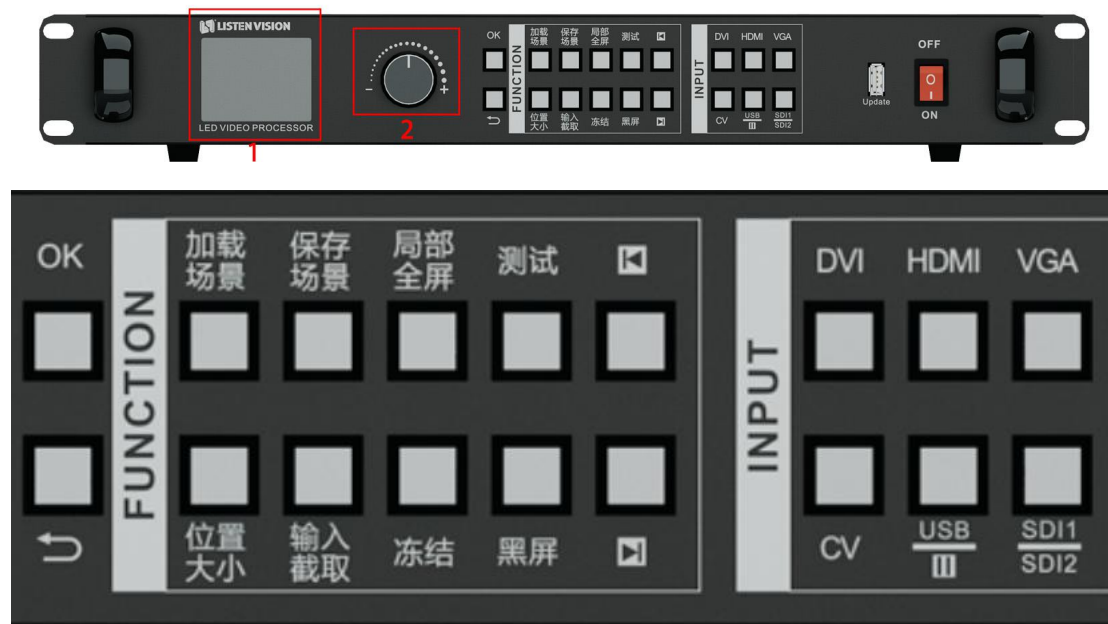 LISTEN VISION
LED VIDEO PROCESSOR
1
2
- +
OK
FUNCTION
加载 保存 局部 测试
场景 场景 全屏
位置 输入 冻结 黑屏
大小 截取
INPUT
DVI HDMI VGA
CV USB SDI1
SDI2
Update
OFF
O
I
ON
OK
FUNCTION
加载 保存 局部 测试
场景 场景 全屏
位置 输入 冻结 黑屏
大小 截取
INPUT
DVI HDMI VGA
CV USB SDI1
SDI2